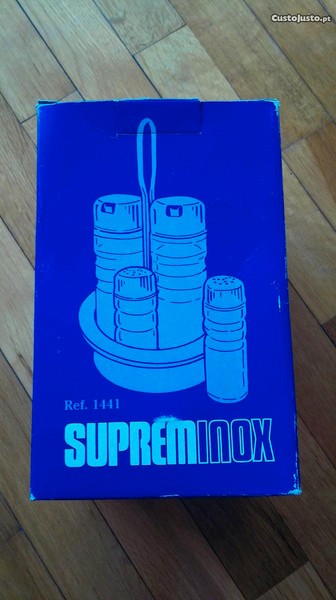 CustoJusto.pt
Ref. 1441
SUPREMINOX